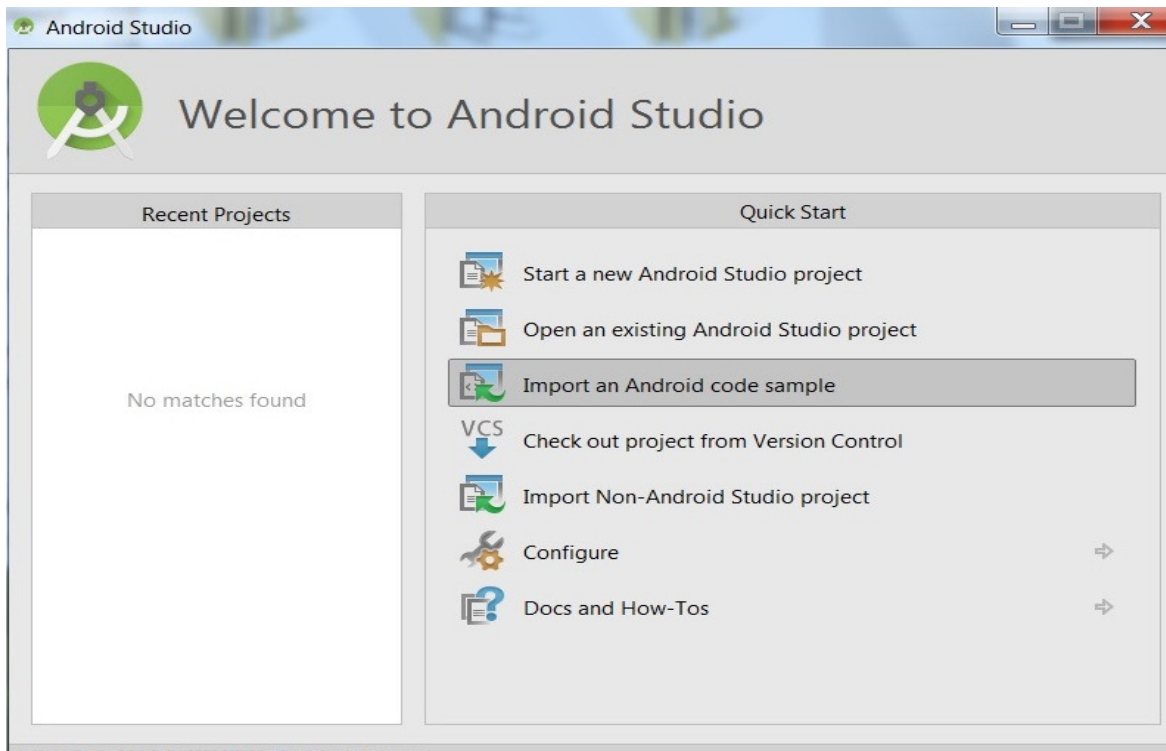 Android Studio
Welcome to Android Studio
Recent Projects
No matches found
Quick Start
Start a new Android Studio project
Open an existing Android Studio project
Import an Android code sample
VCS
Check out project from Version Control
Import Non-Android Studio project
Configure
Docs and How-Tos